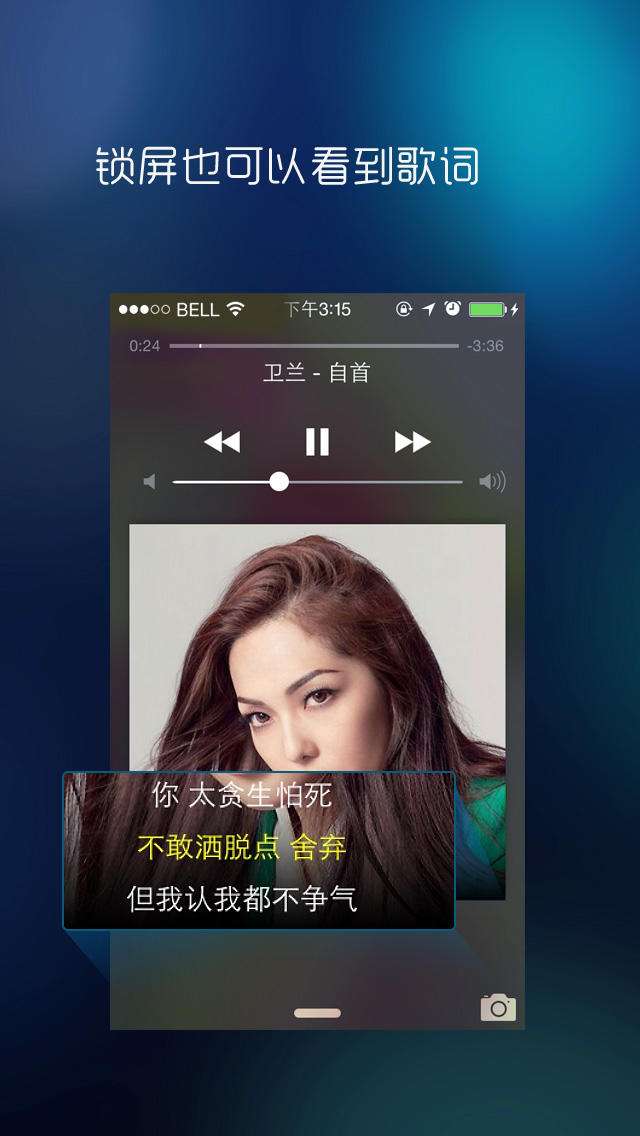 锁屏也可以看到歌词
BELL 下午3:15
0:24 -3:36
卫兰 - 自首
你 太贪生怕死
不敢洒脱点 舍弃
但我认我都不争气